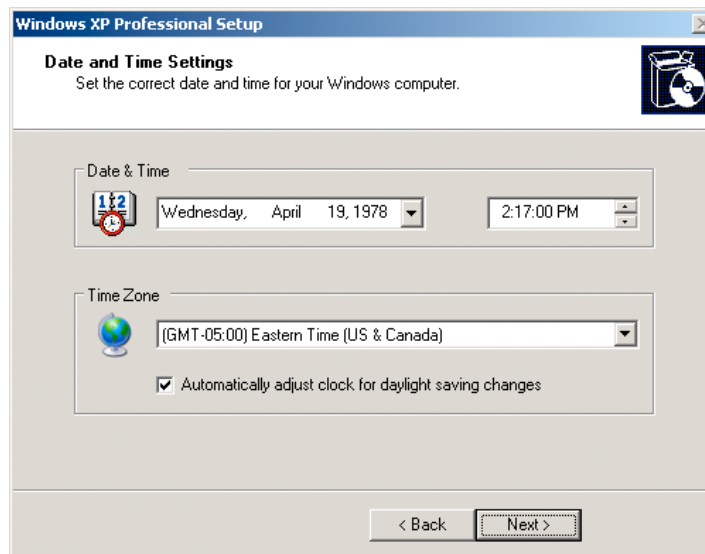 Windows XP Professional Setup
Date and Time Settings
Set the correct date and time for your Windows computer.
Date & Time
Wednesday, April 19, 1978 2:17:00 PM
Time Zone
(GMT-05:00) Eastern Time (US & Canada)
Automatically adjust clock for daylight saving changes
< Back Next >